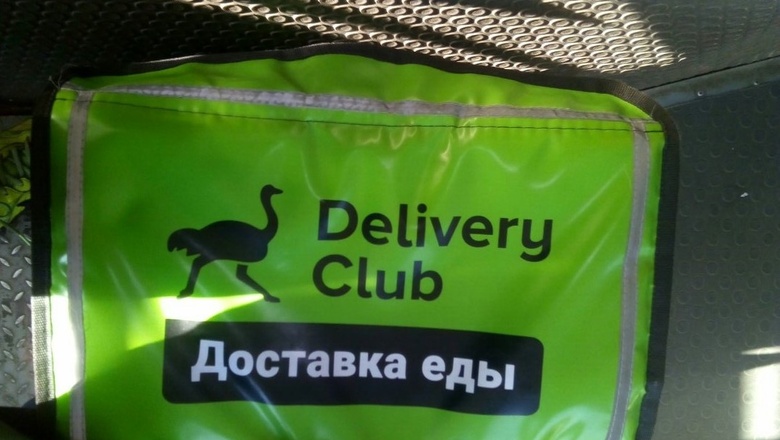 Delivery
Club
Доставка еды